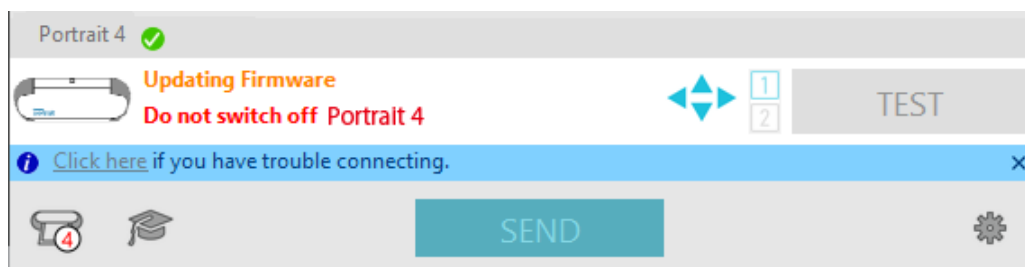 Portrait 4
Updating Firmware
Do not switch off Portrait 4
1
2
TEST
Click here if you have trouble connecting.
4
SEND